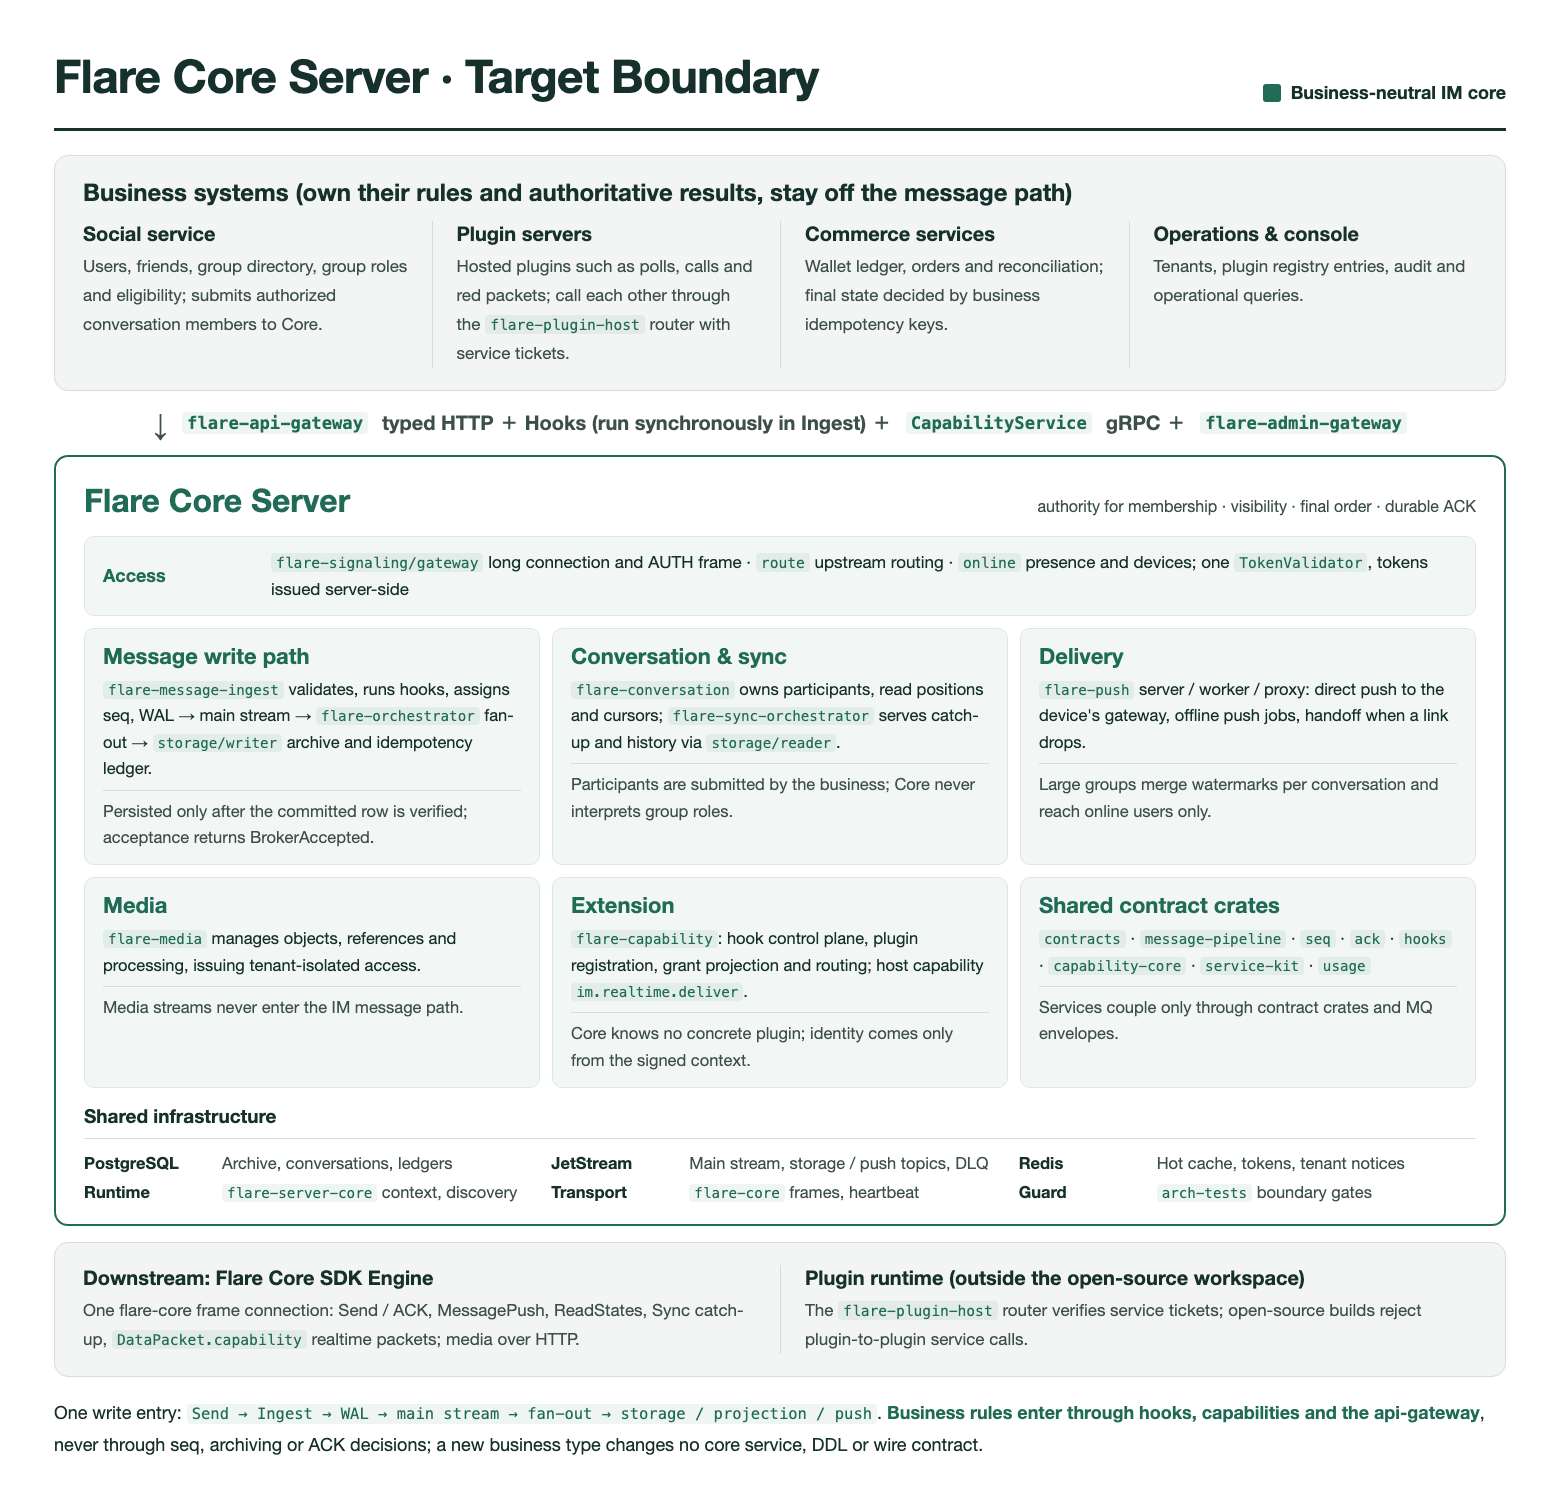 Flare Core Server · Target Boundary
Business-neutral IM core
Business systems (own their rules and authoritative results, stay off the message path)
Social service
Users, friends, group directory, group roles
and eligibility; submits authorized
conversation members to Core.
Plugin servers
Hosted plugins such as polls, calls and
red packets; call each other through
the flare-plugin-host router with
service tickets.
Commerce services
Wallet ledger, orders and reconciliation;
final state decided by business
idempotency keys.
Operations & console
Tenants, plugin registry entries, audit and
operational queries.
↓ flare-api-gateway typed HTTP + Hooks (run synchronously in Ingest) + CapabilityService gRPC + flare-admin-gateway
Flare Core Server
authority for membership · visibility · final order · durable ACK
Access
flare-signaling/gateway long connection and AUTH frame · route upstream routing · online presence and devices; one TokenValidator, tokens
issued server-side
Message write path
flare-message-ingest validates, runs hooks, assigns
seq, WAL → main stream → flare-orchestrator fan-
out → storage/writer archive and idempotency
ledger.
Persisted only after the committed row is verified;
acceptance returns BrokerAccepted.
Conversation & sync
flare-conversation owns participants, read positions
and cursors; flare-sync-orchestrator serves catch-
up and history via storage/reader.
Participants are submitted by the business; Core never
interprets group roles.
Delivery
flare-push server / worker / proxy: direct push to the
device's gateway, offline push jobs, handoff when a link
drops.
Large groups merge watermarks per conversation and
reach online users only.
Media
flare-media manages objects, references and
processing, issuing tenant-isolated access.
Media streams never enter the IM message path.
Extension
flare-capability: hook control plane, plugin
registration, grant projection and routing; host capability
im.realtime.deliver.
Core knows no concrete plugin; identity comes only
from the signed context.
Shared contract crates
contracts · message-pipeline · seq · ack · hooks
· capability-core · service-kit · usage
Services couple only through contract crates and MQ
envelopes.
Shared infrastructure
PostgreSQL Archive, conversations, ledgers
JetStream Main stream, storage / push topics, DLQ
Redis Hot cache, tokens, tenant notices
Runtime flare-server-core context, discovery
Transport flare-core frames, heartbeat
Guard arch-tests boundary gates
Downstream: Flare Core SDK Engine
One flare-core frame connection: Send / ACK, MessagePush, ReadStates, Sync catch-
up, DataPacket.capability realtime packets; media over HTTP.
Plugin runtime (outside the open-source workspace)
The flare-plugin-host router verifies service tickets; open-source builds reject
plugin-to-plugin service calls.
One write entry: Send → Ingest → WAL → main stream → fan-out → storage / projection / push. Business rules enter through hooks, capabilities and the api-gateway,
never through seq, archiving or ACK decisions; a new business type changes no core service, DDL or wire contract.